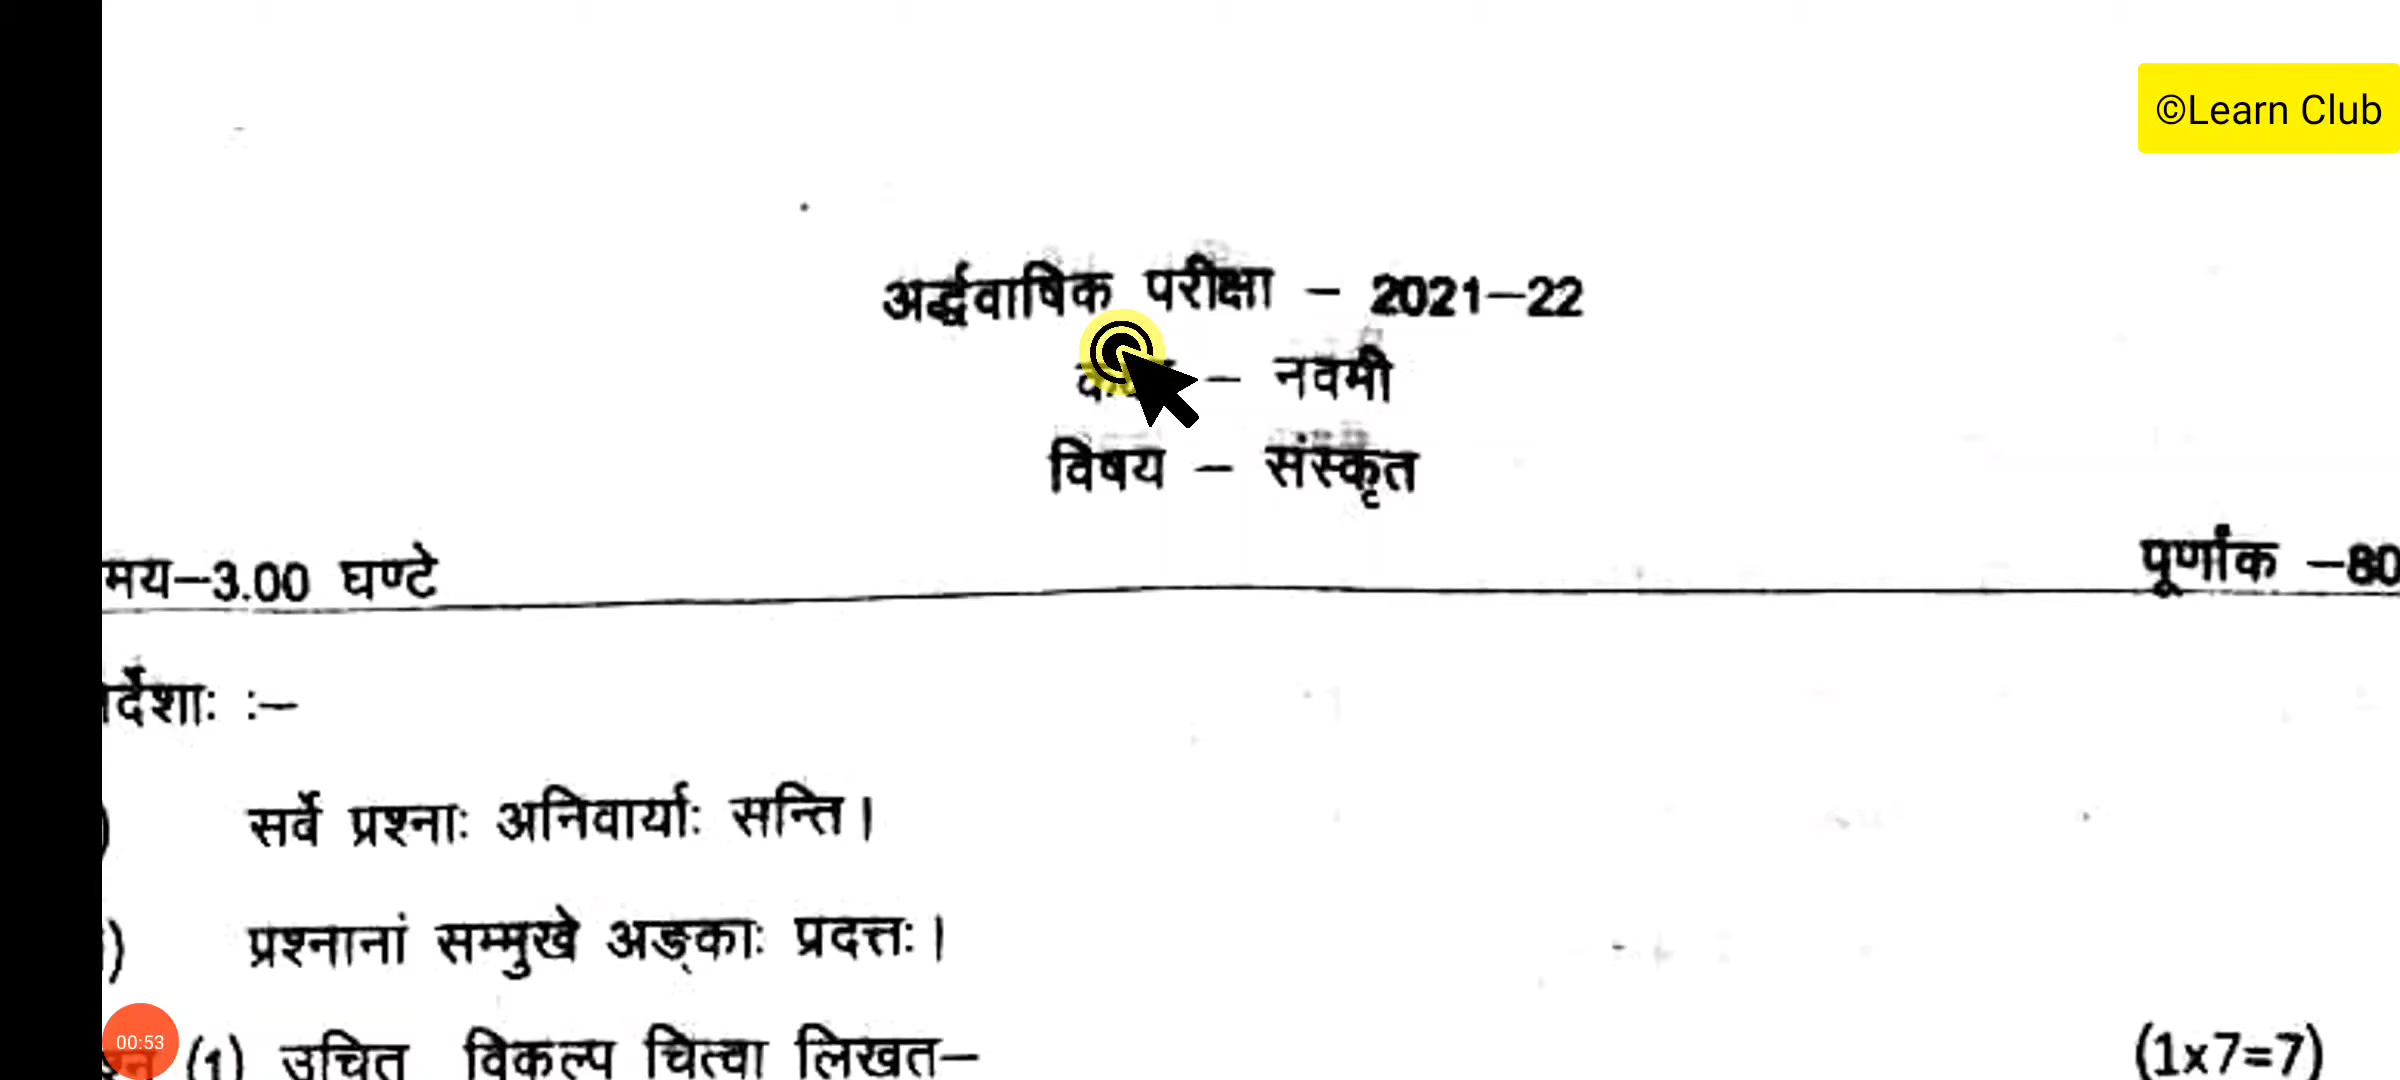 ©Learn Club
अर्द्धवार्षिक परीक्षा – 2021–22
– नवमी
विषय – संस्कृत
मय–3.00 घण्टे पूर्णांक –80
र्देशाः :–
) सर्वे प्रश्नाः अनिवार्याः सन्ति।
) प्रश्नानां सम्मुखे अङ्काः प्रदत्तः।
00:53
(1) उचित विकल्प चित्वा लिखत– (1x7=7)